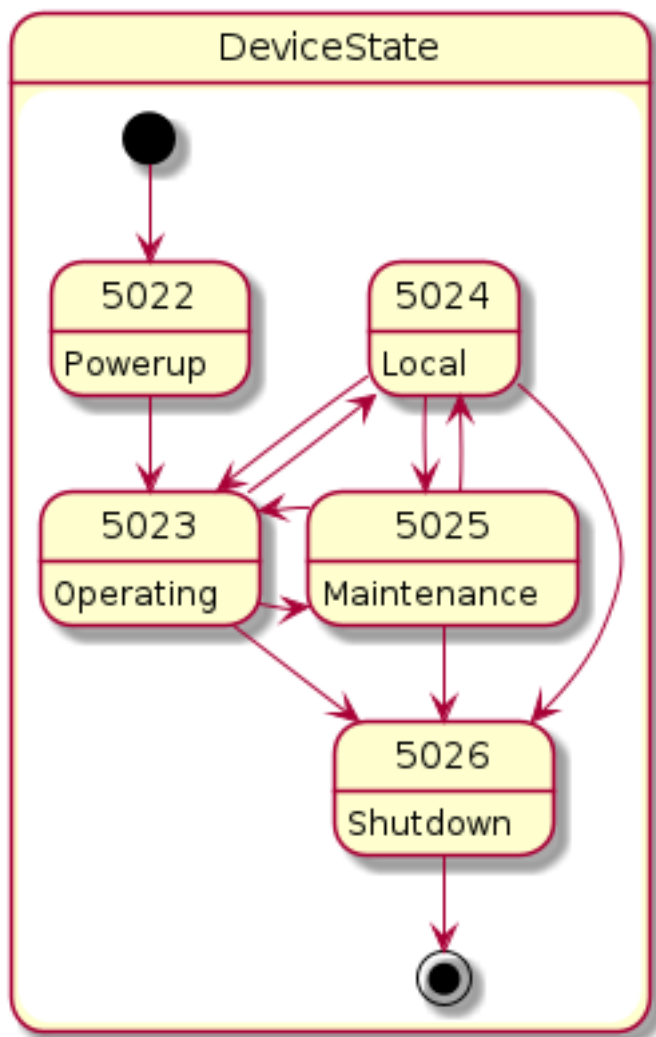 DeviceState
5022
Powerup
5024
Local
5023
Operating
5025
Maintenance
5026
Shutdown